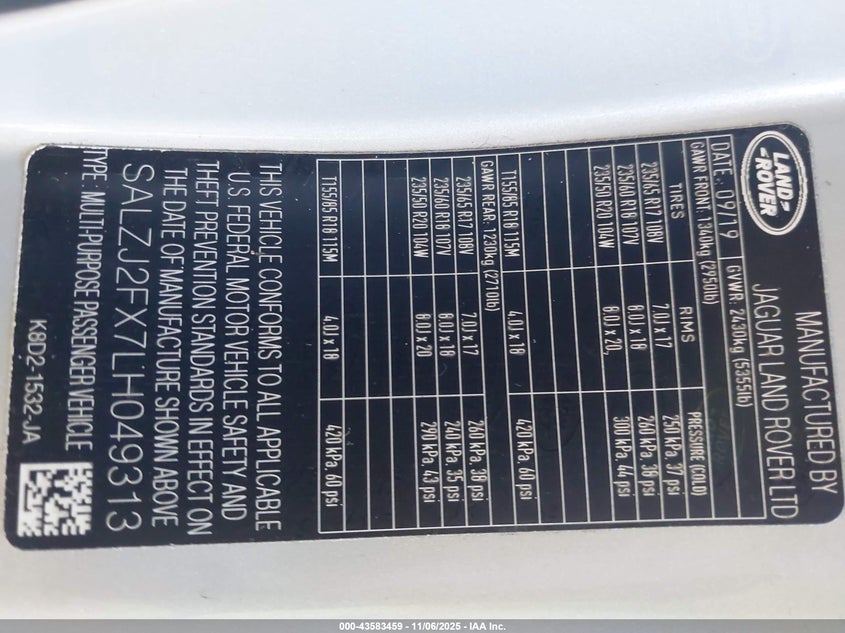 LAND-
-ROVER
MANUFACTURED BY
JAGUAR LAND ROVER LTD
DATE: 09/19 GVWR: 2430kg (5355lb)
GAWR FRONT: 1340kg (2950lb)
TIRES RIMS PRESSURE (COLD)
235/65 R17 108V 7.0J x 17 250 kPa, 37 psi
235/60 R18 107V 8.0J x 18 260 kPa, 38 psi
235/50 R20 104W 8.0J x 20 300 kPa, 44 psi
T155/85 R18 115M 4.0J x 18 420 kPa, 60 psi
GAWR REAR: 1230kg (2710lb)
235/65 R17 108V 7.0J x 17 260 kPa, 38 psi
235/60 R18 107V 8.0J x 18 240 kPa, 35 psi
235/50 R20 104W 8.0J x 20 290 kPa, 43 psi
T155/85 R18 115M 4.0J x 18 420 kPa, 60 psi
THIS VEHICLE CONFORMS TO ALL APPLICABLE
U.S. FEDERAL MOTOR VEHICLE SAFETY AND
THEFT PREVENTION STANDARDS IN EFFECT ON
THE DATE OF MANUFACTURE SHOWN ABOVE
SALZJ2FX7LH049313
TYPE: MULTI-PURPOSE PASSENGER VEHICLE
K8D2-1532-JA
000-43583459 - 11/06/2025 - IAA Inc.